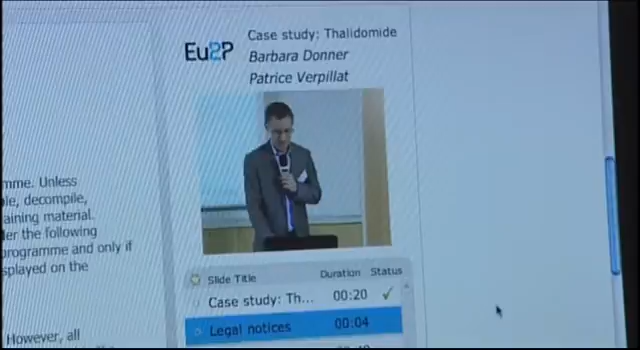 Eu2P
Case study: Thalidomide
Barbara Donner
Patrice Verpillat
mme. Unless
le, decompile,
aining material.
er the following
programme and only if
splayed on the
However, all
Slide Title Duration Status
Case study: Th... 00:20 ✓
Legal notices 00:04